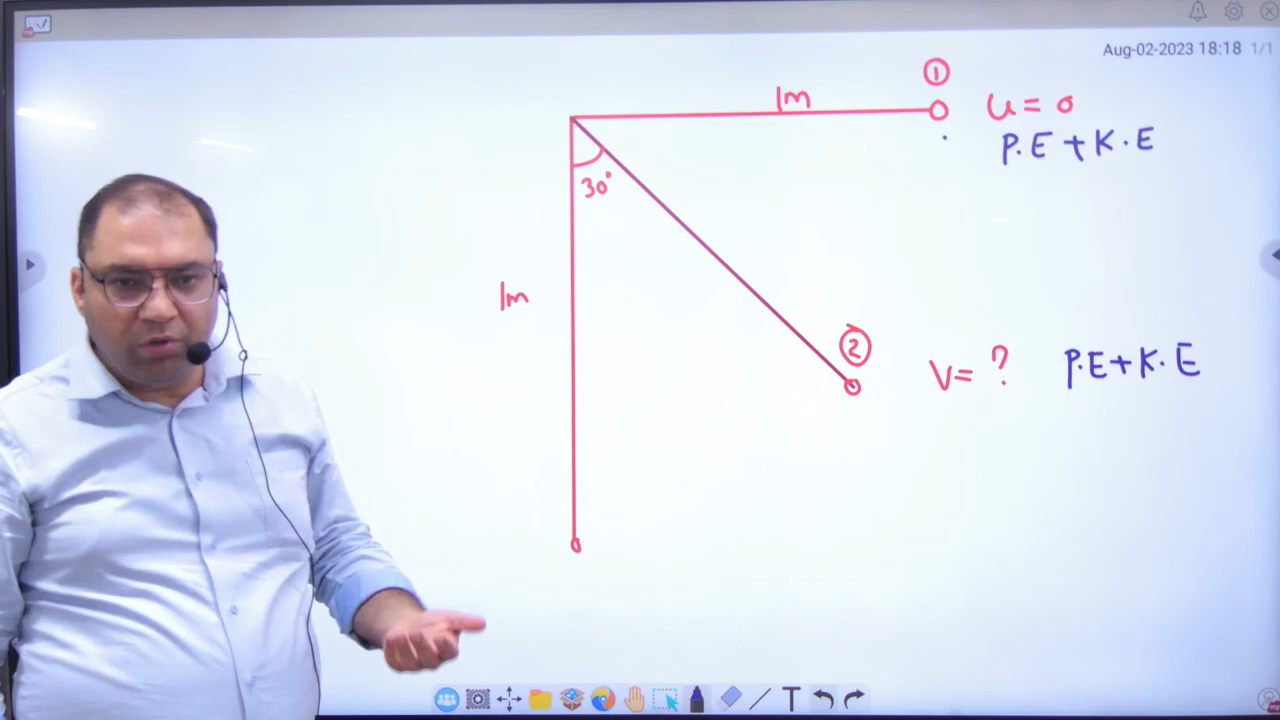 Aug-02-2023 18:18 1/1
①
1m
u = 0
P.E + K.E
30°
1m
②
V = ?
P.E + K.E
T